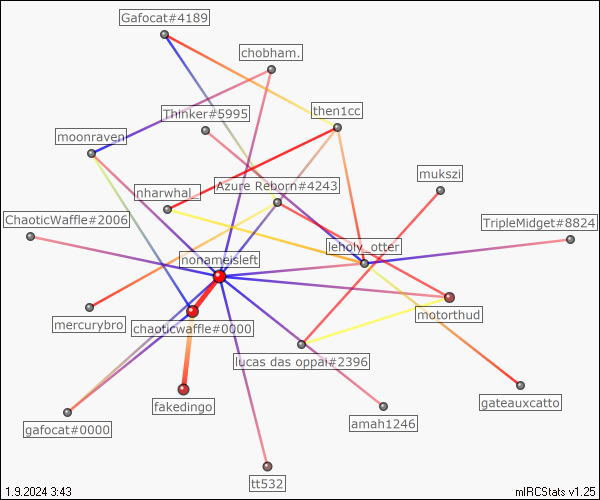 Gafocat#4189
chobham.
Thinker#5995
then1cc
moonraven
mukszi
nharwhal_
Azure Reborn#4243
ChaoticWaffle#2006
TripleMidget#8824
leholy_otter
nonameisleft
mercurybro
chaoticwaffle#0000
motorthud
lucas das oppai#2396
fakedingo
gateauxcatto
gafocat#0000
amah1246
tt532
1.9.2024 3:43
mIRCStats v1.25